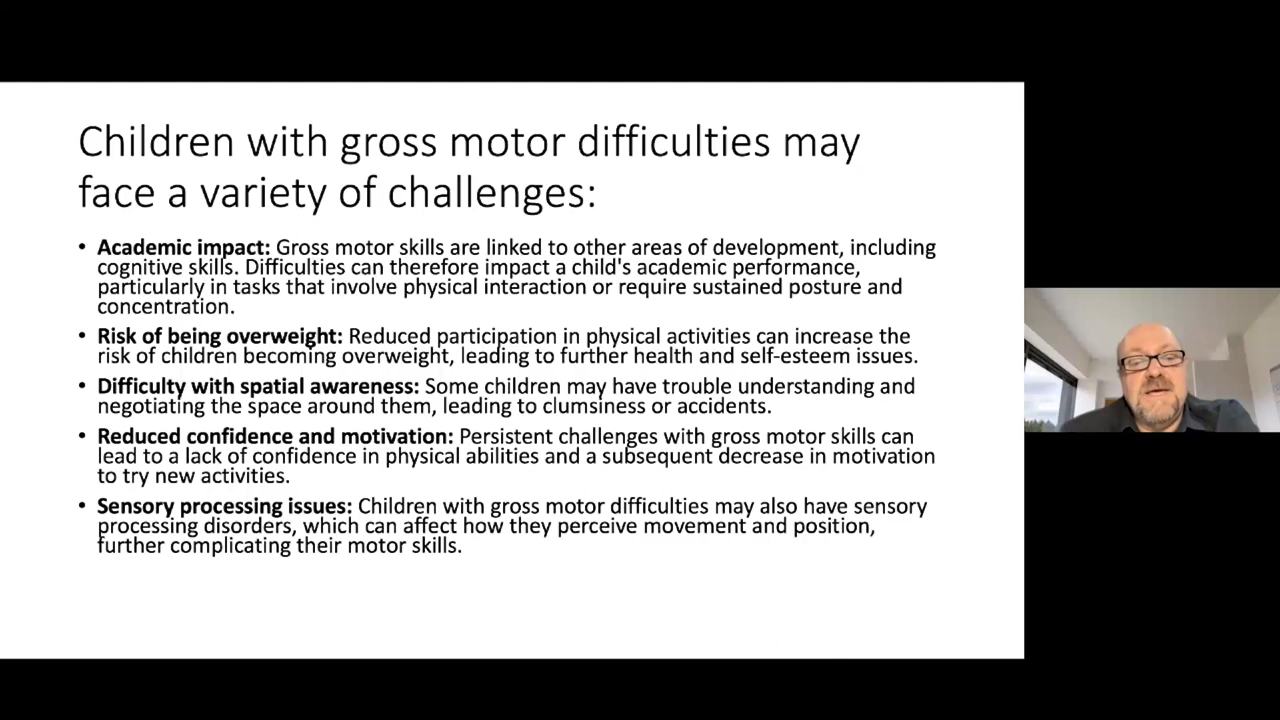 Children with gross motor difficulties may
face a variety of challenges:
• Academic impact: Gross motor skills are linked to other areas of development, including
cognitive skills. Difficulties can therefore impact a child's academic performance,
particularly in tasks that involve physical interaction or require sustained posture and
concentration.
• Risk of being overweight: Reduced participation in physical activities can increase the
risk of children becoming overweight, leading to further health and self-esteem issues.
• Difficulty with spatial awareness: Some children may have trouble understanding and
negotiating the space around them, leading to clumsiness or accidents.
• Reduced confidence and motivation: Persistent challenges with gross motor skills can
lead to a lack of confidence in physical abilities and a subsequent decrease in motivation
to try new activities.
• Sensory processing issues: Children with gross motor difficulties may also have sensory
processing disorders, which can affect how they perceive movement and position,
further complicating their motor skills.